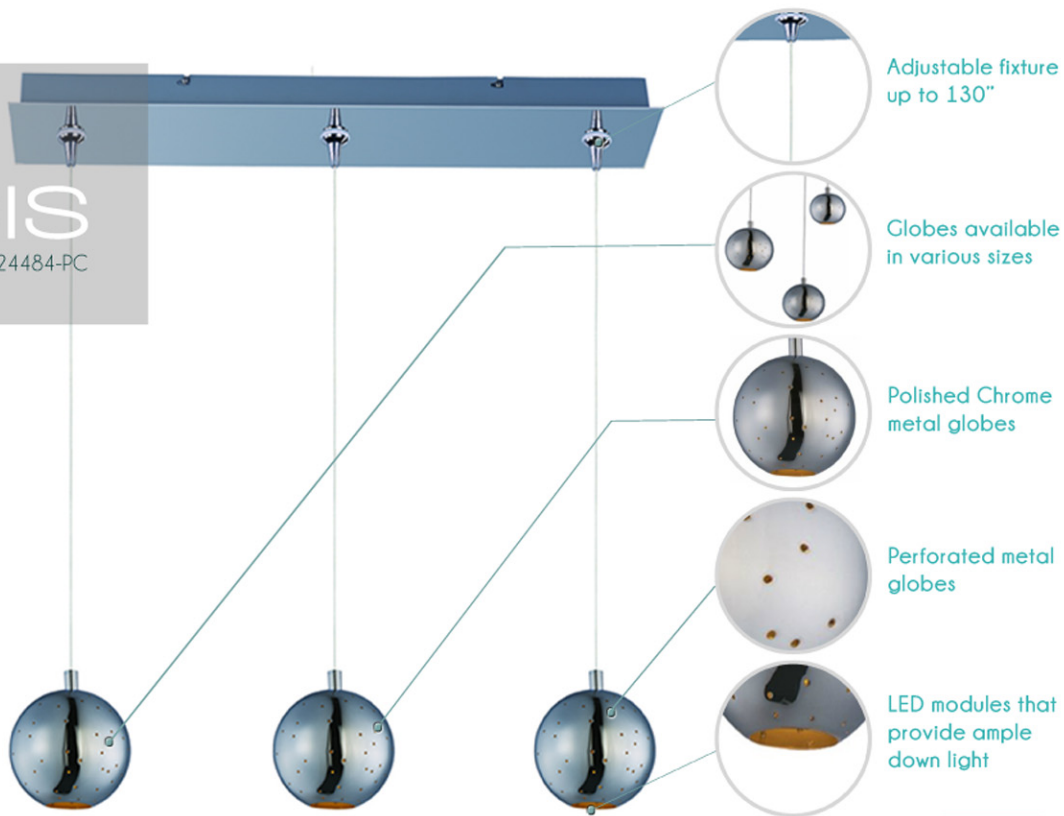 IS
24484-PC
Adjustable fixture
up to 130"
Globes available
in various sizes
Polished Chrome
metal globes
Perforated metal
globes
LED modules that
provide ample
down light